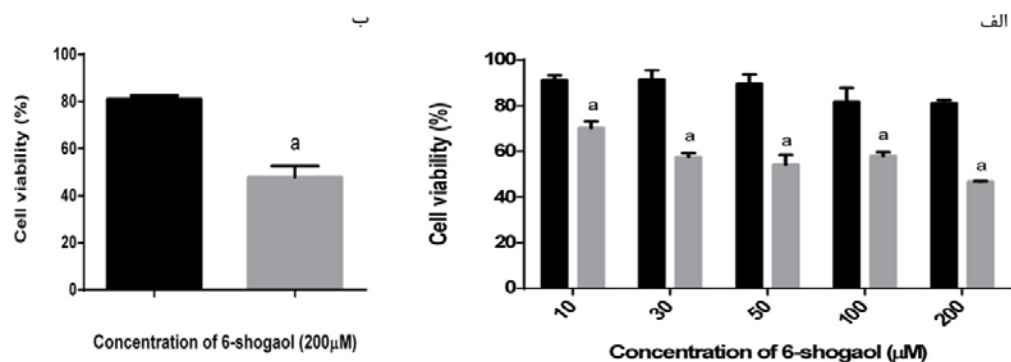 ب
Cell viability (%)
100
80
60
40
20
0
a
Concentration of 6-shogaol (200µM)
الف
Cell viability (%)
100
80
60
40
20
0
a
a
a
a
a
10
30
50
100
200
Concentration of 6-shogaol (µM)